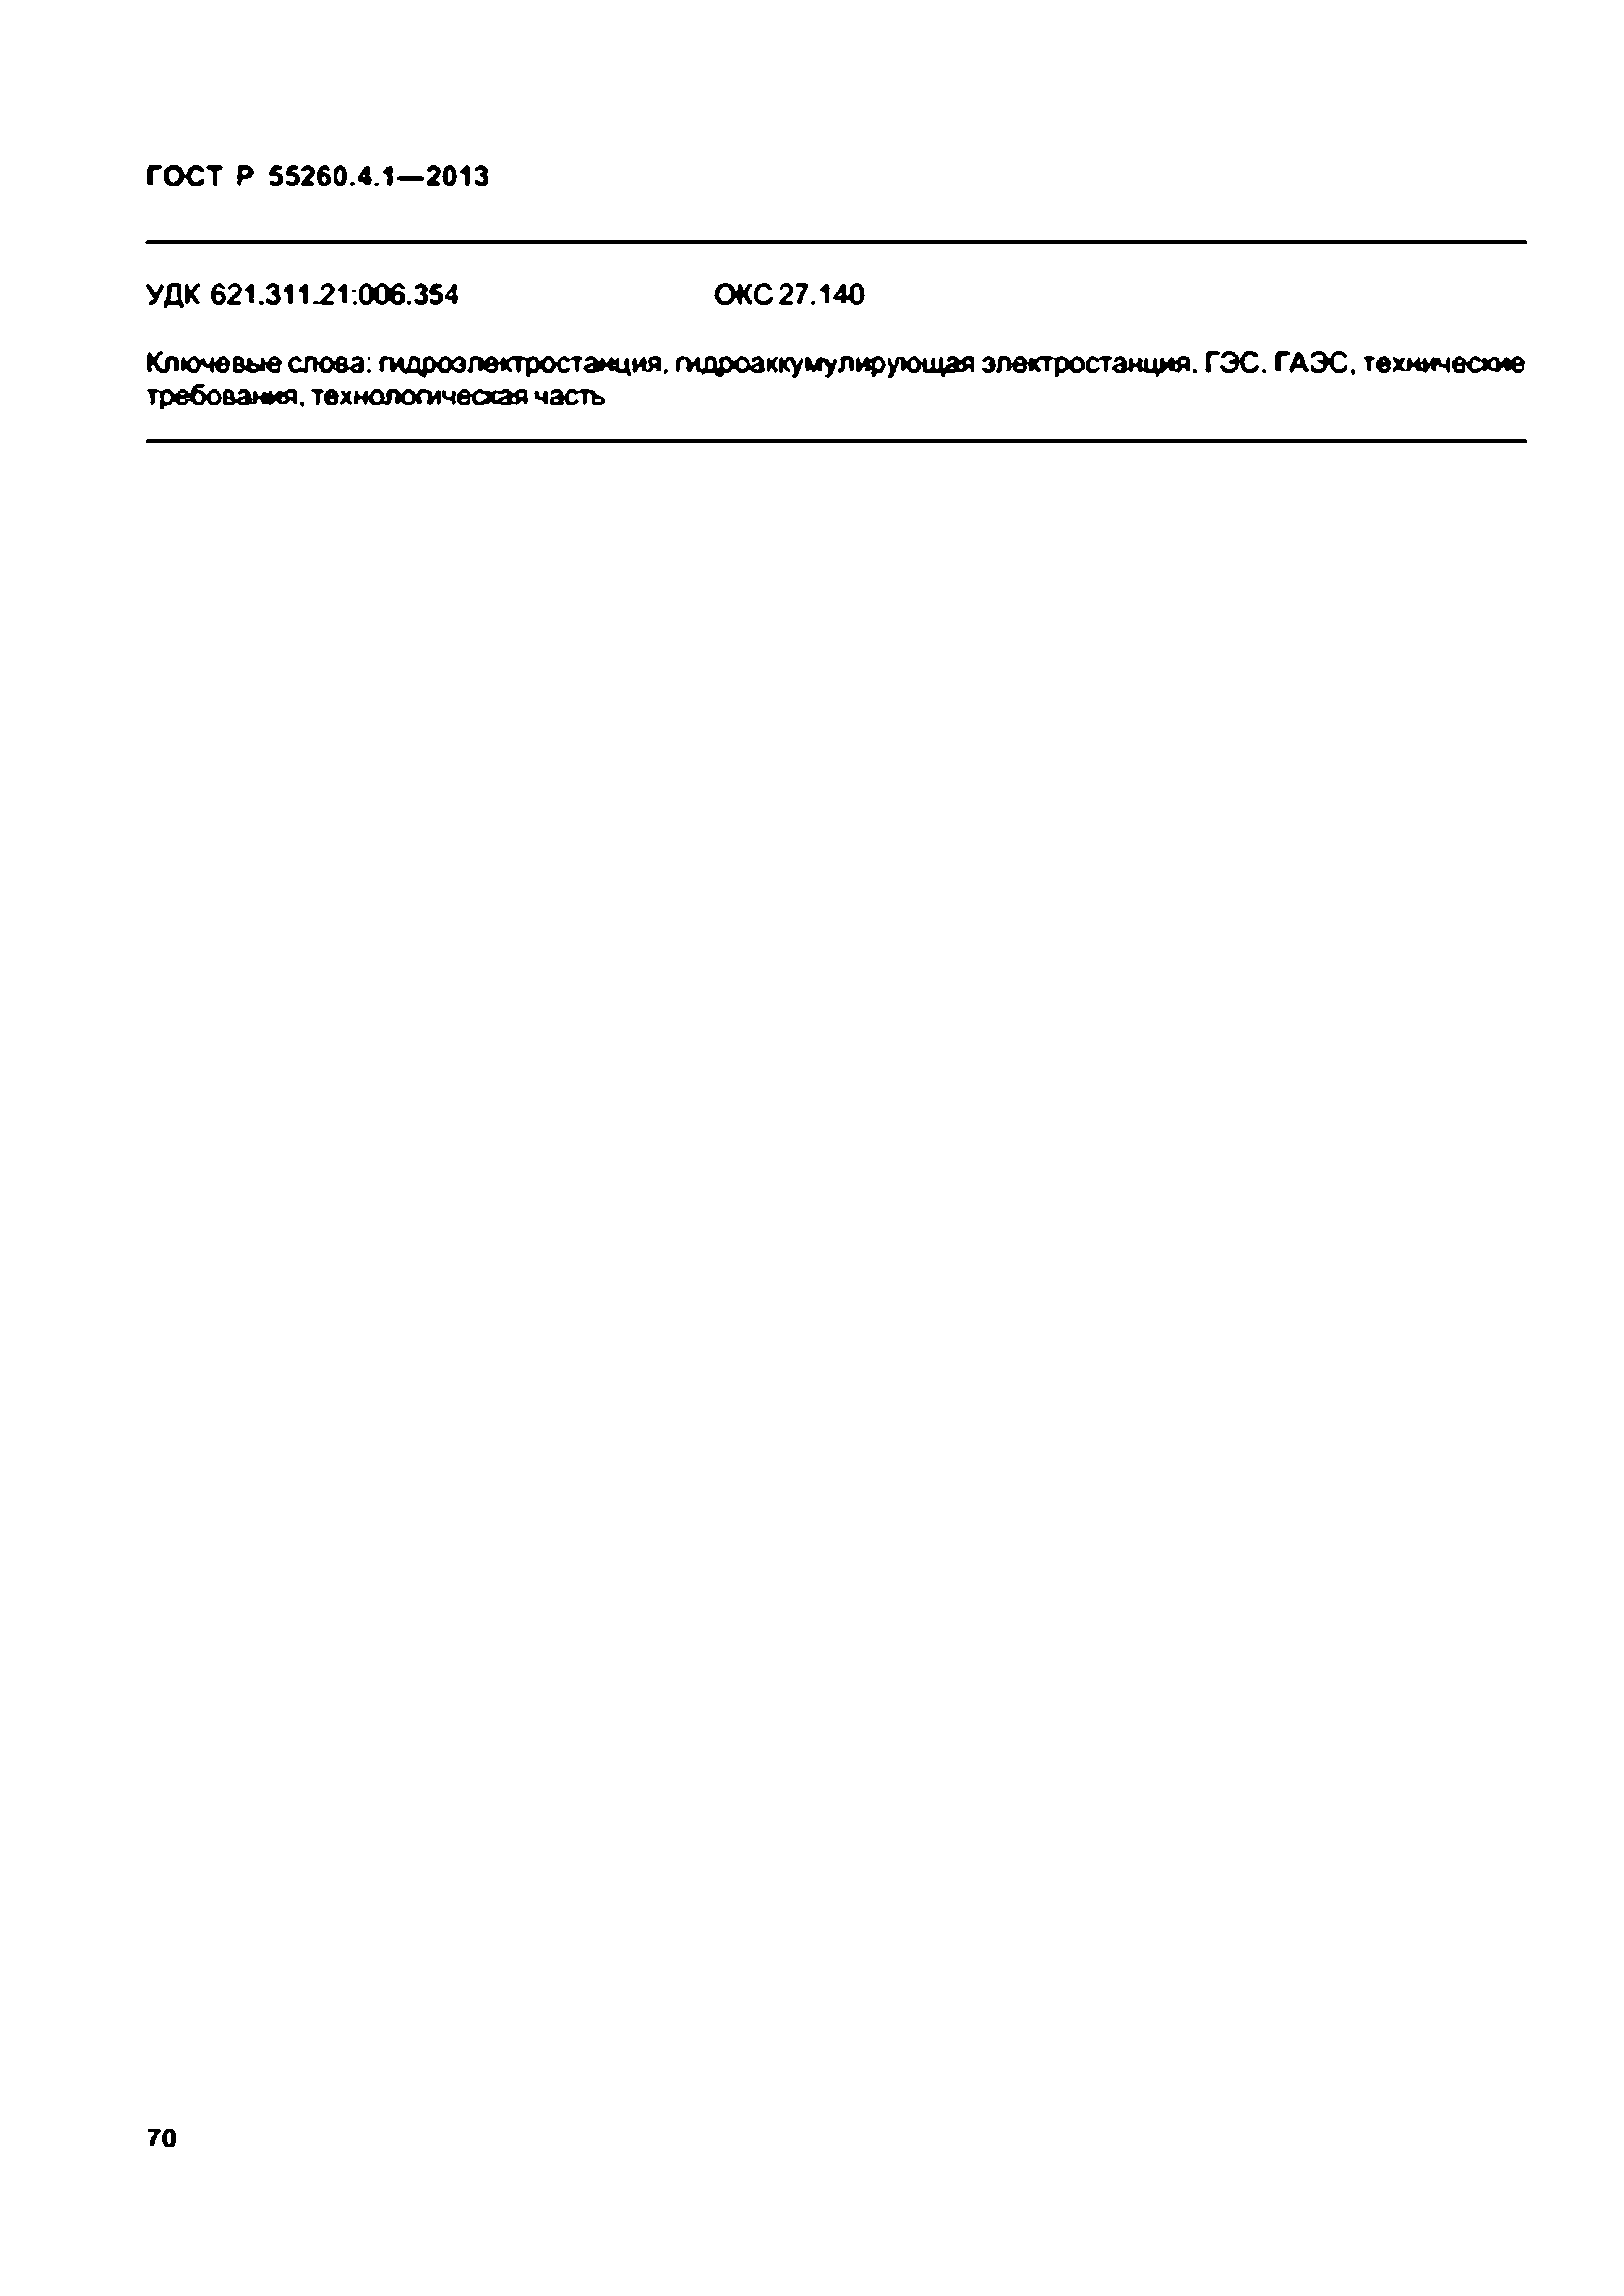 ГОСТ Р 55260.4.1—2013
УДК 621.311.21:006.354 ОКС 27.140
Ключевые слова: гидроэлектростанция, гидроаккумулирующая электростанция, ГЭС, ГАЭС, технические
требования, технологическая часть
70